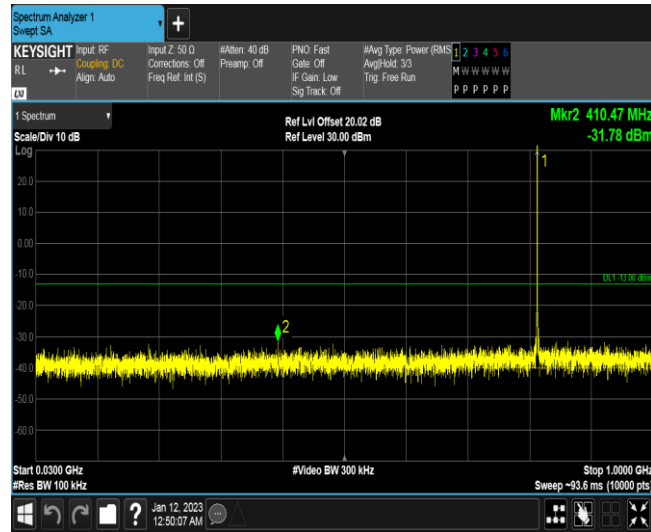 Spectrum Analyzer 1
Swept SA
+
KEYSIGHT
RL
LXI
Input: RF
Coupling: DC
Align: Auto
Input Z: 50 Ω
Corrections: Off
Freq Ref: Int (S)
#Atten: 40 dB
Preamp: Off
PNO: Fast
Gate: Off
IF Gain: Low
Sig Track: Off
#Avg Type: Power (RMS
Avg|Hold: 3/3
Trig: Free Run
1 2 3 4 5 6
M W W W W W
P P P P P P
1 Spectrum
Scale/Div 10 dB
Log
Ref Lvl Offset 20.02 dB
Ref Level 30.00 dBm
Mkr2 410.47 MHz
-31.78 dBm
1
20.0
10.0
0.00
-10.0
DL1 -13.00 dBm
-20.0
-30.0
2
-40.0
-50.0
-60.0
Start 0.0300 GHz
#Res BW 100 kHz
#Video BW 300 kHz
Stop 1.0000 GHz
Sweep ~93.6 ms (10000 pts)
?
Jan 12, 2023
12:50:07 AM